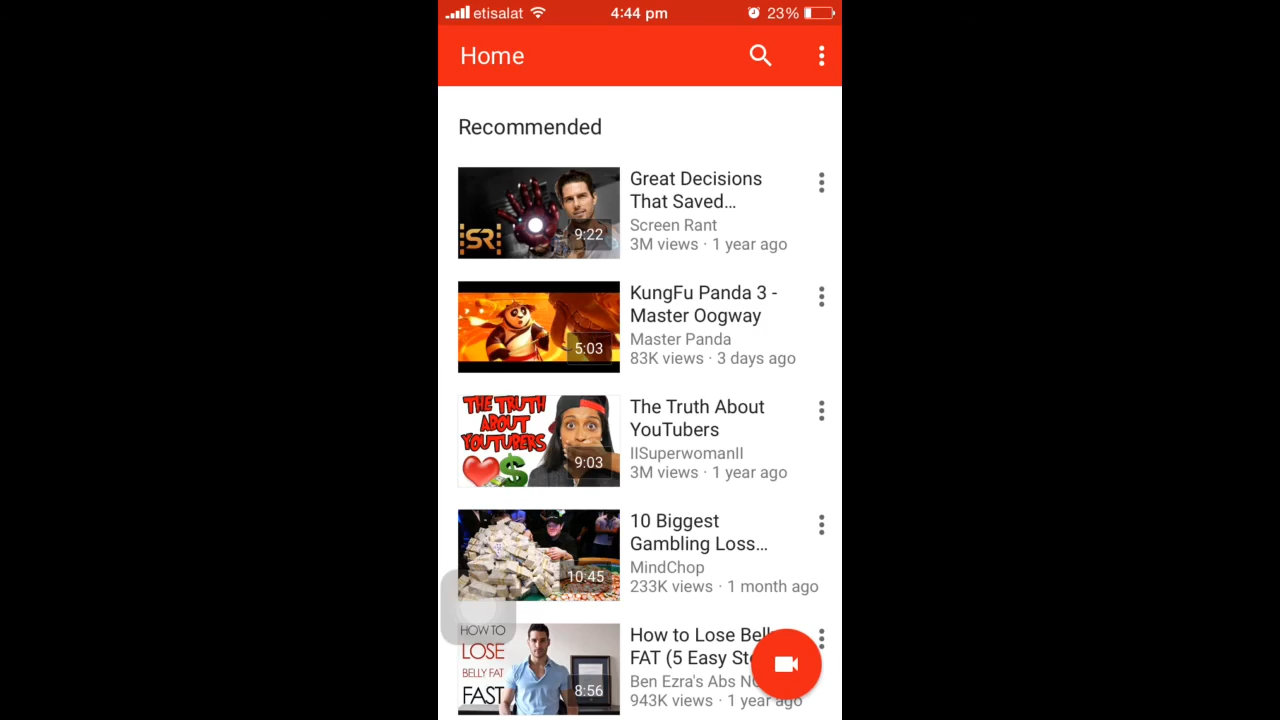 etisalat 4:44 pm 23%
Home
Recommended
Great Decisions
That Saved…
Screen Rant
3M views · 1 year ago
SR
9:22
KungFu Panda 3 -
Master Oogway
Master Panda
83K views · 3 days ago
5:03
The Truth About
YouTubers
IISuperwomanII
3M views · 1 year ago
THE TRUTH
ABOUT
YOUTUBERS
9:03
10 Biggest
Gambling Loss…
MindChop
233K views · 1 month ago
10:45
How to Lose Belly
FAT (5 Easy
Ben Ezra's Abs
943K views · 1 year ago
HOW TO
LOSE
BELLY FAT
FAST
8:56